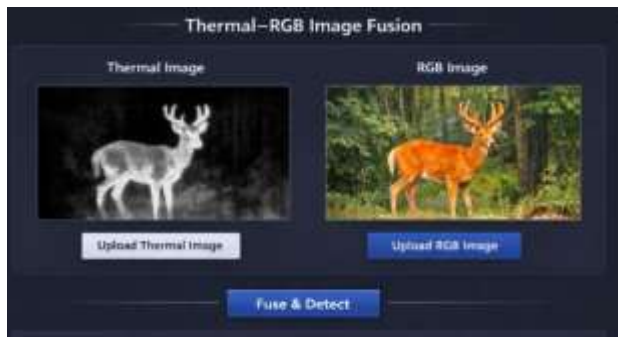 Thermal–RGB Image Fusion
Thermal Image
RGB Image
Upload Thermal Image
Upload RGB Image
Fuse & Detect